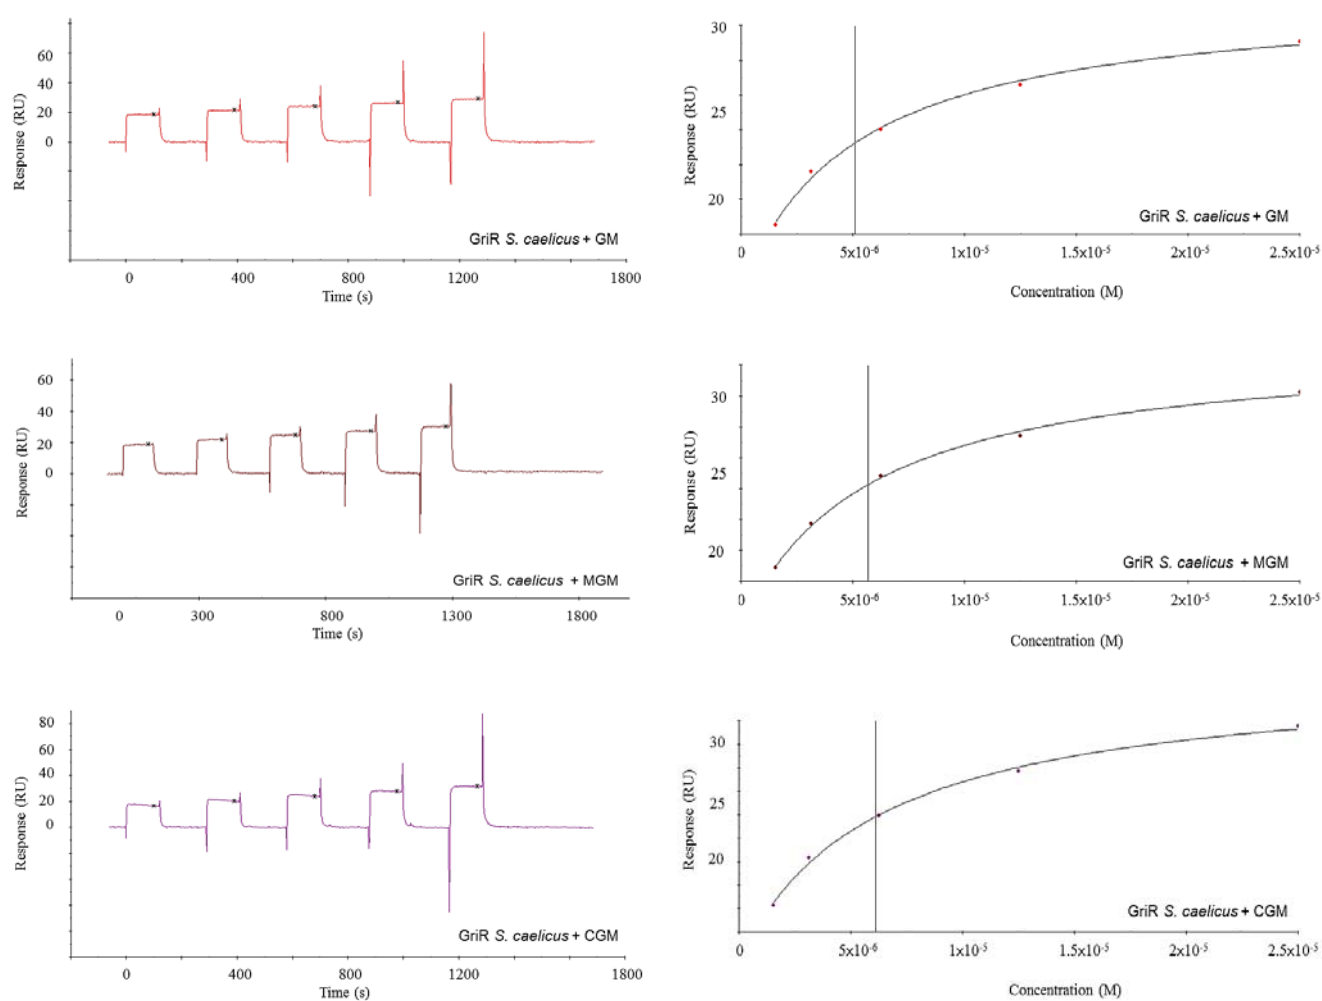 60
40
20
0
Response (RU)
GriR S. caelicus + GM
0 400 800 1200 1800
Time (s)
30
25
20
Response (RU)
GriR S. caelicus + GM
0 5x10⁻⁶ 1x10⁻⁵ 1.5x10⁻⁵ 2x10⁻⁵ 2.5x10⁻⁵
Concentration (M)
60
40
20
0
Response (RU)
GriR S. caelicus + MGM
0 300 800 1300 1800
Time (s)
30
25
20
Response (RU)
GriR S. caelicus + MGM
0 5x10⁻⁶ 1x10⁻⁵ 1.5x10⁻⁵ 2x10⁻⁵ 2.5x10⁻⁵
Concentration (M)
80
60
40
20
0
Response (RU)
GriR S. caelicus + CGM
0 400 800 1200 1800
Time (s)
30
25
20
Response (RU)
GriR S. caelicus + CGM
0 5x10⁻⁶ 1x10⁻⁵ 1.5x10⁻⁵ 2x10⁻⁵ 2.5x10⁻⁵
Concentration (M)